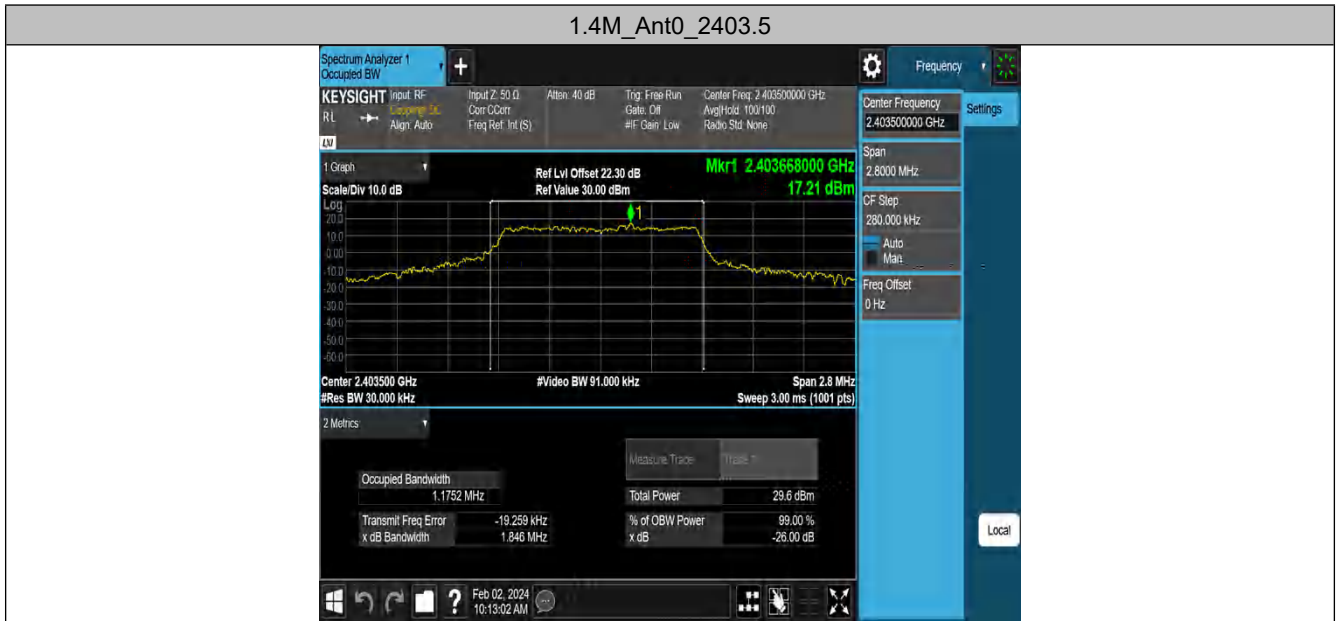 1.4M_Ant0_2403.5
Spectrum Analyzer 1
Occupied BW
+
Frequency
KEYSIGHT
RL
Input: RF
Coupling: DC
Align: Auto
Input Z: 50 Ω
Corr CCorr
Freq Ref: Int (S)
Atten: 40 dB
Trig: Free Run
Gate: Off
#IF Gain: Low
Center Freq: 2.403500000 GHz
Avg|Hold: 100/100
Radio Std: None
LXI
Center Frequency
2.403500000 GHz
Settings
Span
2.8000 MHz
CF Step
280.000 kHz
Auto
Man
Freq Offset
0 Hz
1 Graph
Scale/Div 10.0 dB
Ref Lvl Offset 22.30 dB
Ref Value 30.00 dBm
Mkr1 2.403668000 GHz
17.21 dBm
Log
20.0
10.0
0.00
-10.0
-20.0
-30.0
-40.0
-50.0
-60.0
1
Center 2.403500 GHz
#Res BW 30.000 kHz
#Video BW 91.000 kHz
Span 2.8 MHz
Sweep 3.00 ms (1001 pts)
2 Metrics
Measure Trace
Occupied Bandwidth
1.1752 MHz
Total Power 29.6 dBm
Transmit Freq Error -19.259 kHz
% of OBW Power 99.00 %
x dB Bandwidth 1.846 MHz
x dB -26.00 dB
Local
?
Feb 02, 2024
10:13:02 AM